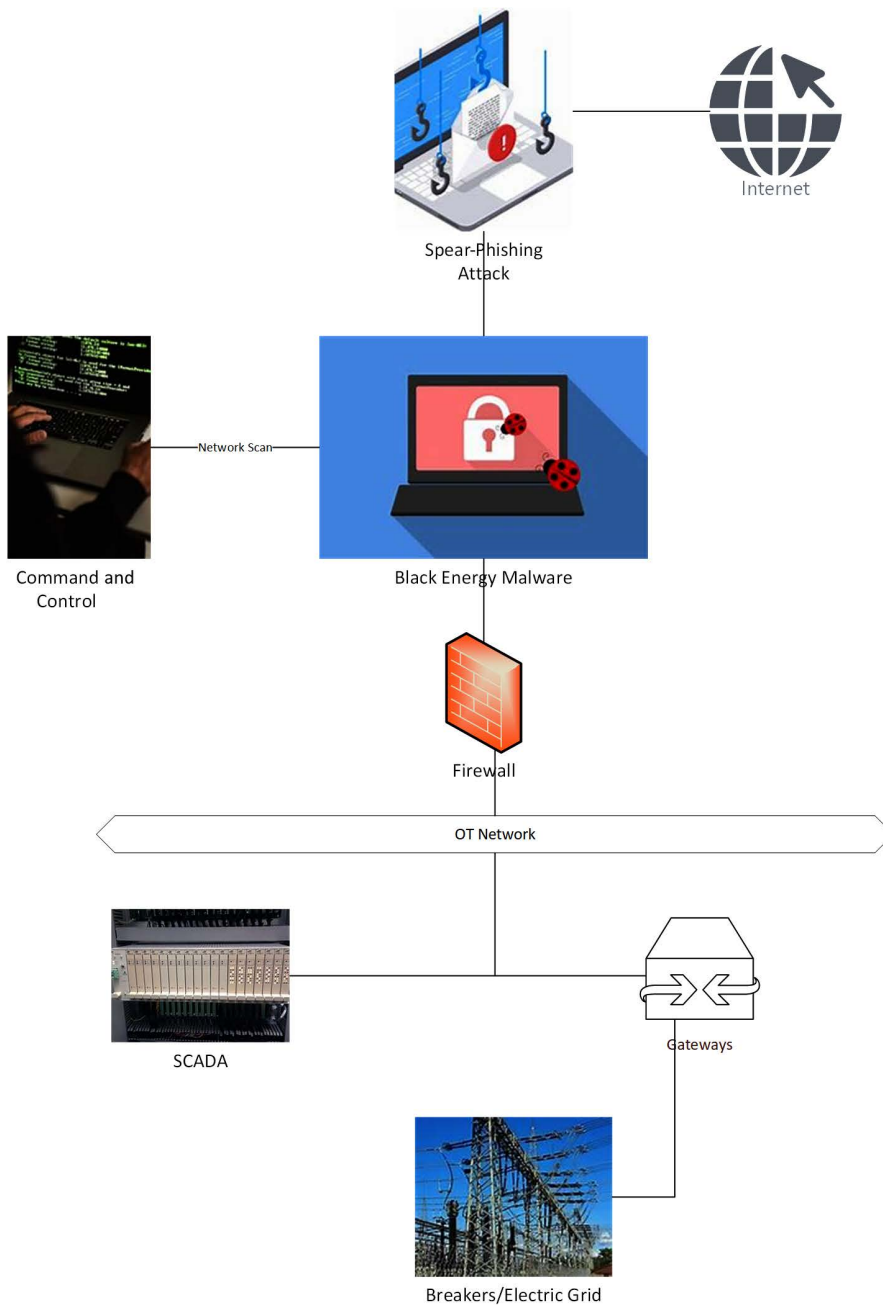 Internet
Spear-Phishing
Attack
Network Scan
Command and
Control
Black Energy Malware
Firewall
OT Network
SCADA
Gateways
Breakers/Electric Grid